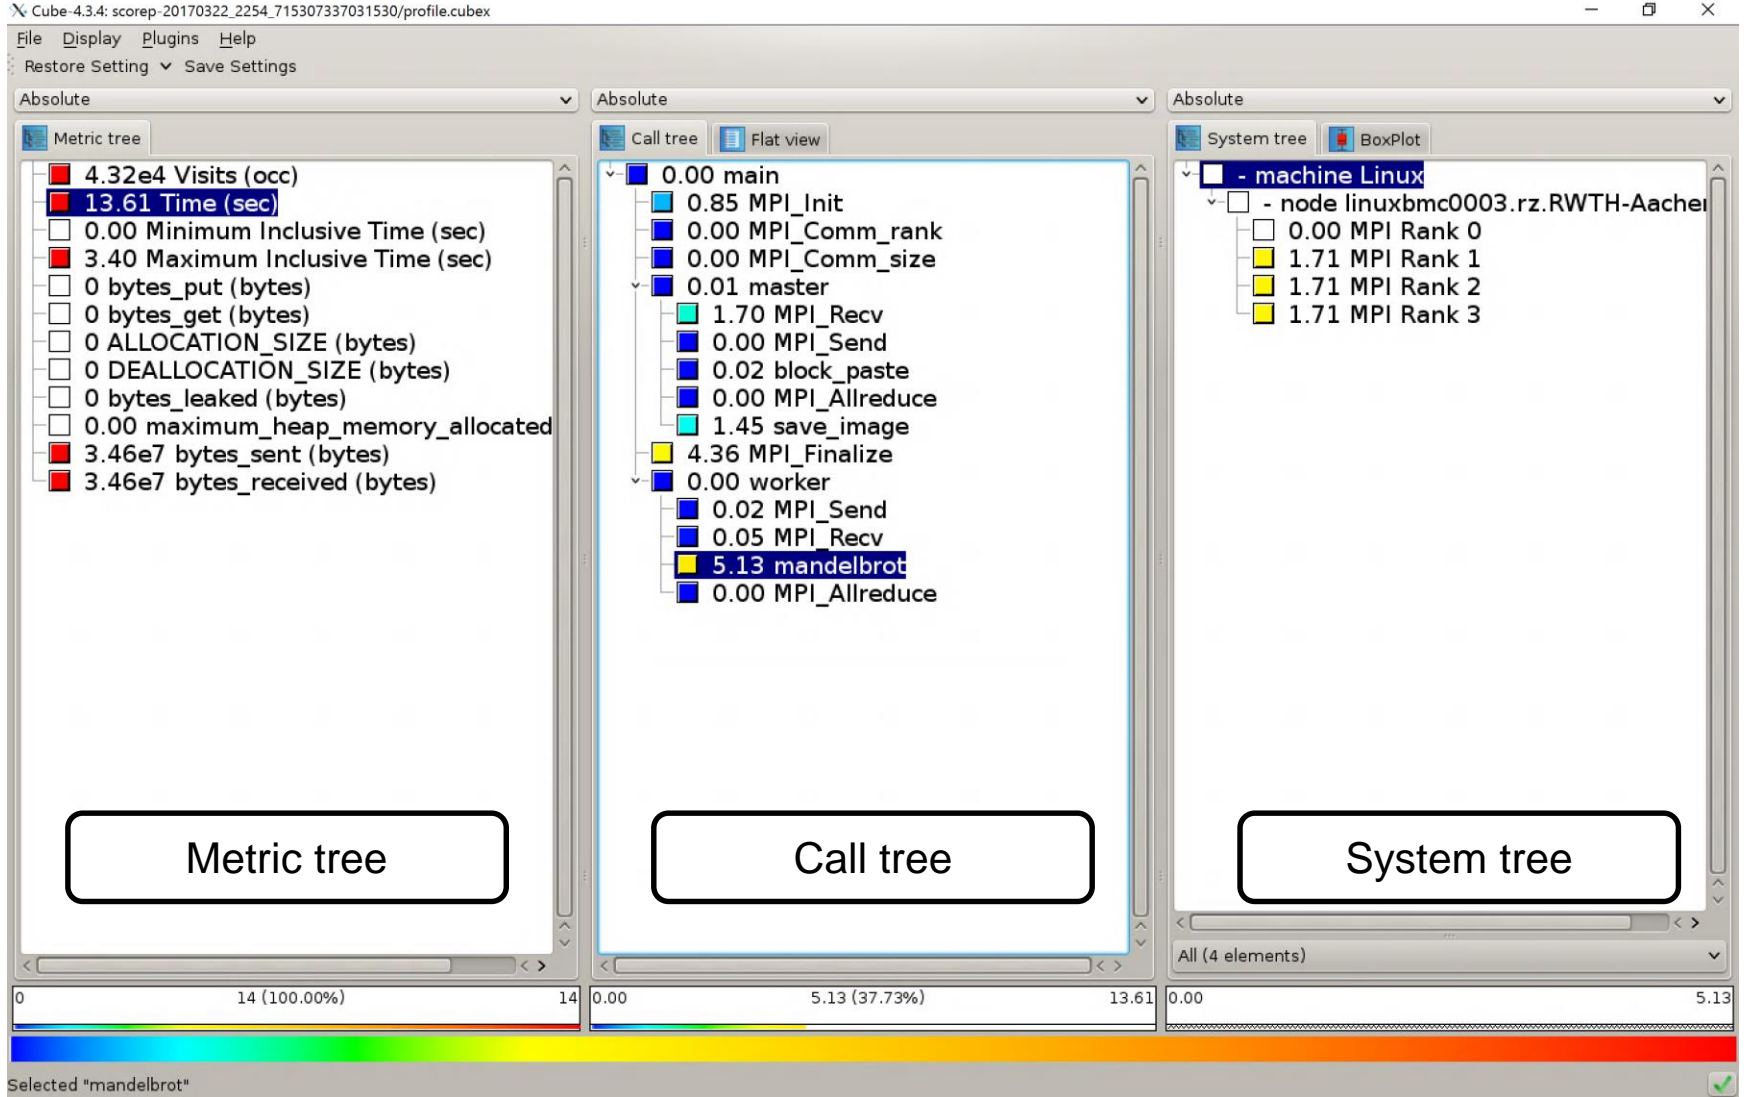 Cube-4.3.4: scorep-20170322_2254_715307337031530/profile.cubex
File Display Plugins Help
Restore Setting Save Settings
Absolute
Metric tree
4.32e4 Visits (occ)
13.61 Time (sec)
0.00 Minimum Inclusive Time (sec)
3.40 Maximum Inclusive Time (sec)
0 bytes_put (bytes)
0 bytes_get (bytes)
0 ALLOCATION_SIZE (bytes)
0 DEALLOCATION_SIZE (bytes)
0 bytes_leaked (bytes)
0.00 maximum_heap_memory_allocated
3.46e7 bytes_sent (bytes)
3.46e7 bytes_received (bytes)
Metric tree
0 14 (100.00%) 14
Absolute
Call tree Flat view
0.00 main
0.85 MPI_Init
0.00 MPI_Comm_rank
0.00 MPI_Comm_size
0.01 master
1.70 MPI_Recv
0.00 MPI_Send
0.02 block_paste
0.00 MPI_Allreduce
1.45 save_image
4.36 MPI_Finalize
0.00 worker
0.02 MPI_Send
0.05 MPI_Recv
5.13 mandelbrot
0.00 MPI_Allreduce
Call tree
0.00 5.13 (37.73%) 13.61
Absolute
System tree BoxPlot
- machine Linux
- node linuxbmc0003.rz.RWTH-Aachen
0.00 MPI Rank 0
1.71 MPI Rank 1
1.71 MPI Rank 2
1.71 MPI Rank 3
System tree
All (4 elements)
0.00 5.13
Selected "mandelbrot"